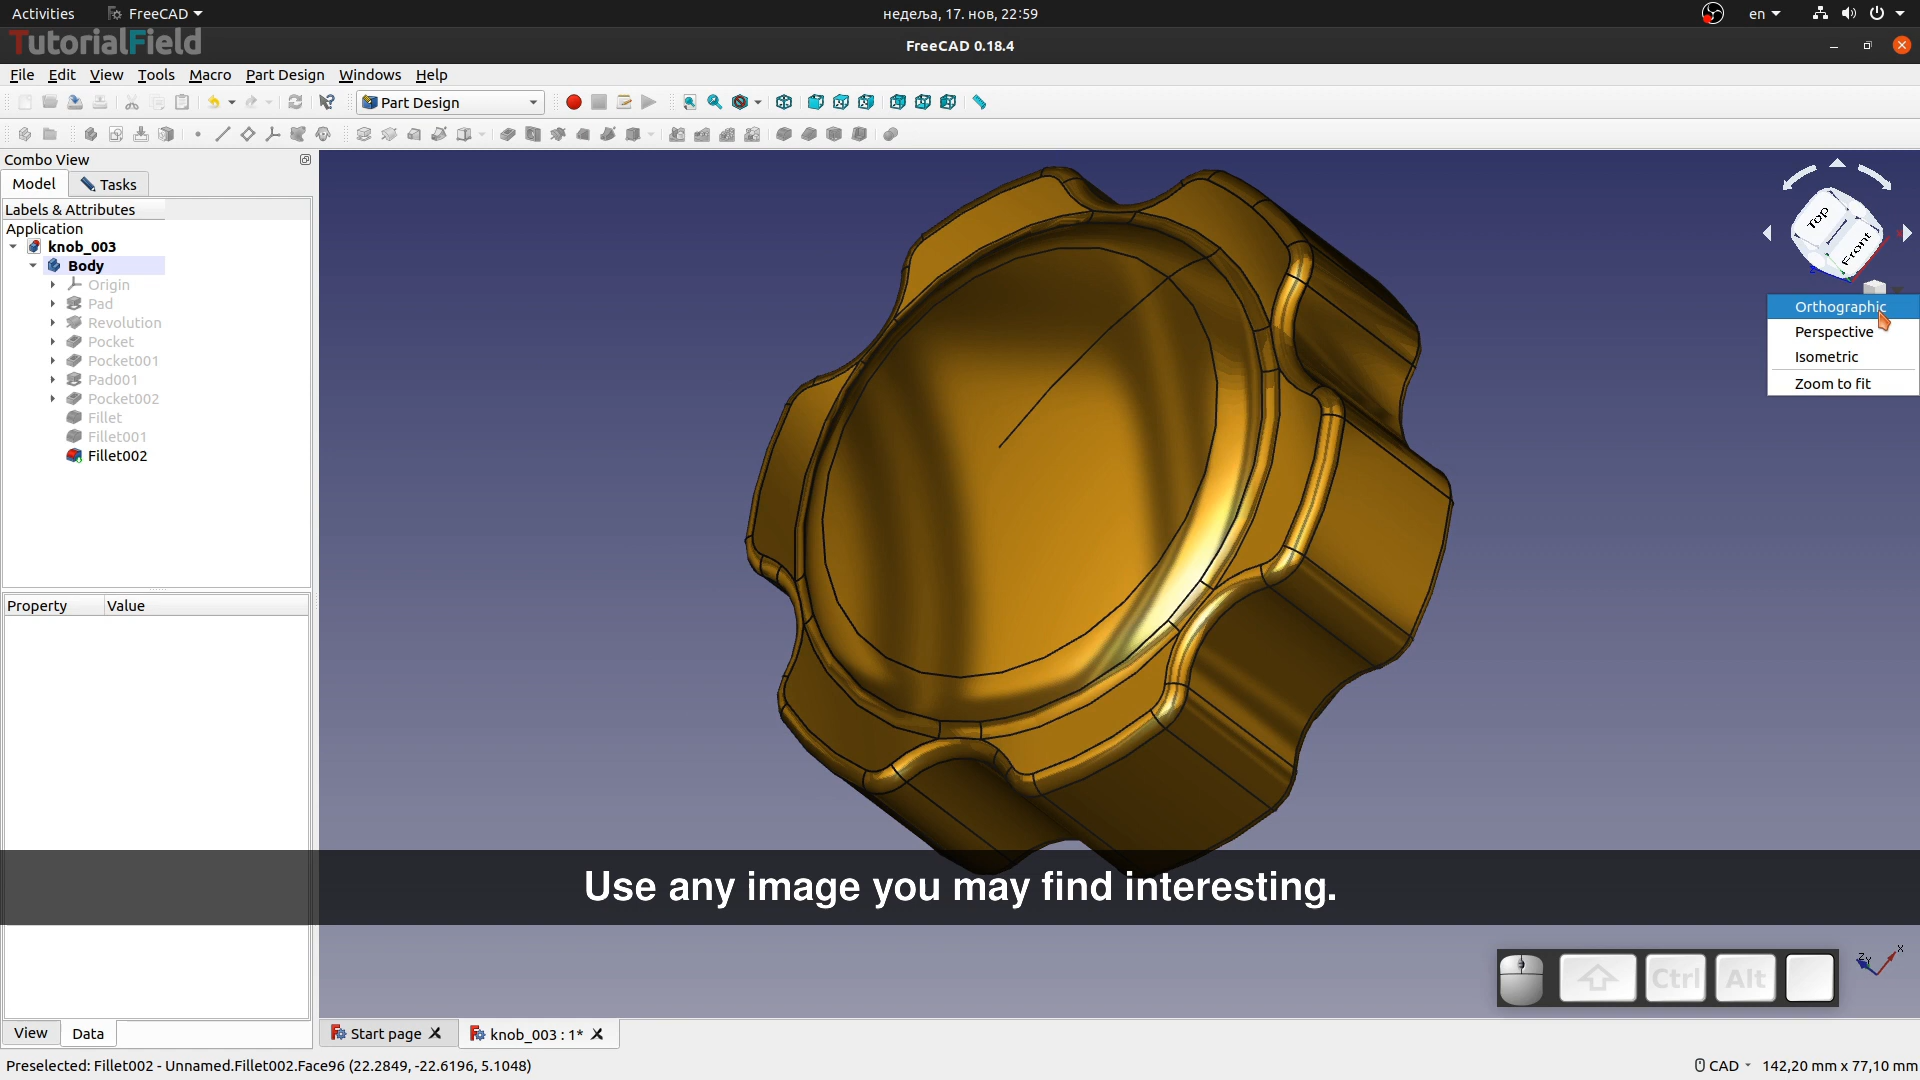 Activities FreeCAD недеља, 17. нов, 22:59 en
TutorialField
FreeCAD 0.18.4
File Edit View Tools Macro Part Design Windows Help
Part Design
Combo View
Model Tasks
Labels & Attributes
Application
knob_003
Body
Origin
Pad
Revolution
Pocket
Pocket001
Pad001
Pocket002
Fillet
Fillet001
Fillet002
Top
Front
Z
Orthographic
Perspective
Isometric
Zoom to fit
Property Value
Use any image you may find interesting.
Ctrl Alt
X
Z
Y
View Data
Start page knob_003 : 1*
Preselected: Fillet002 - Unnamed.Fillet002.Face96 (22.2849, -22.6196, 5.1048)
CAD 142,20 mm x 77,10 mm